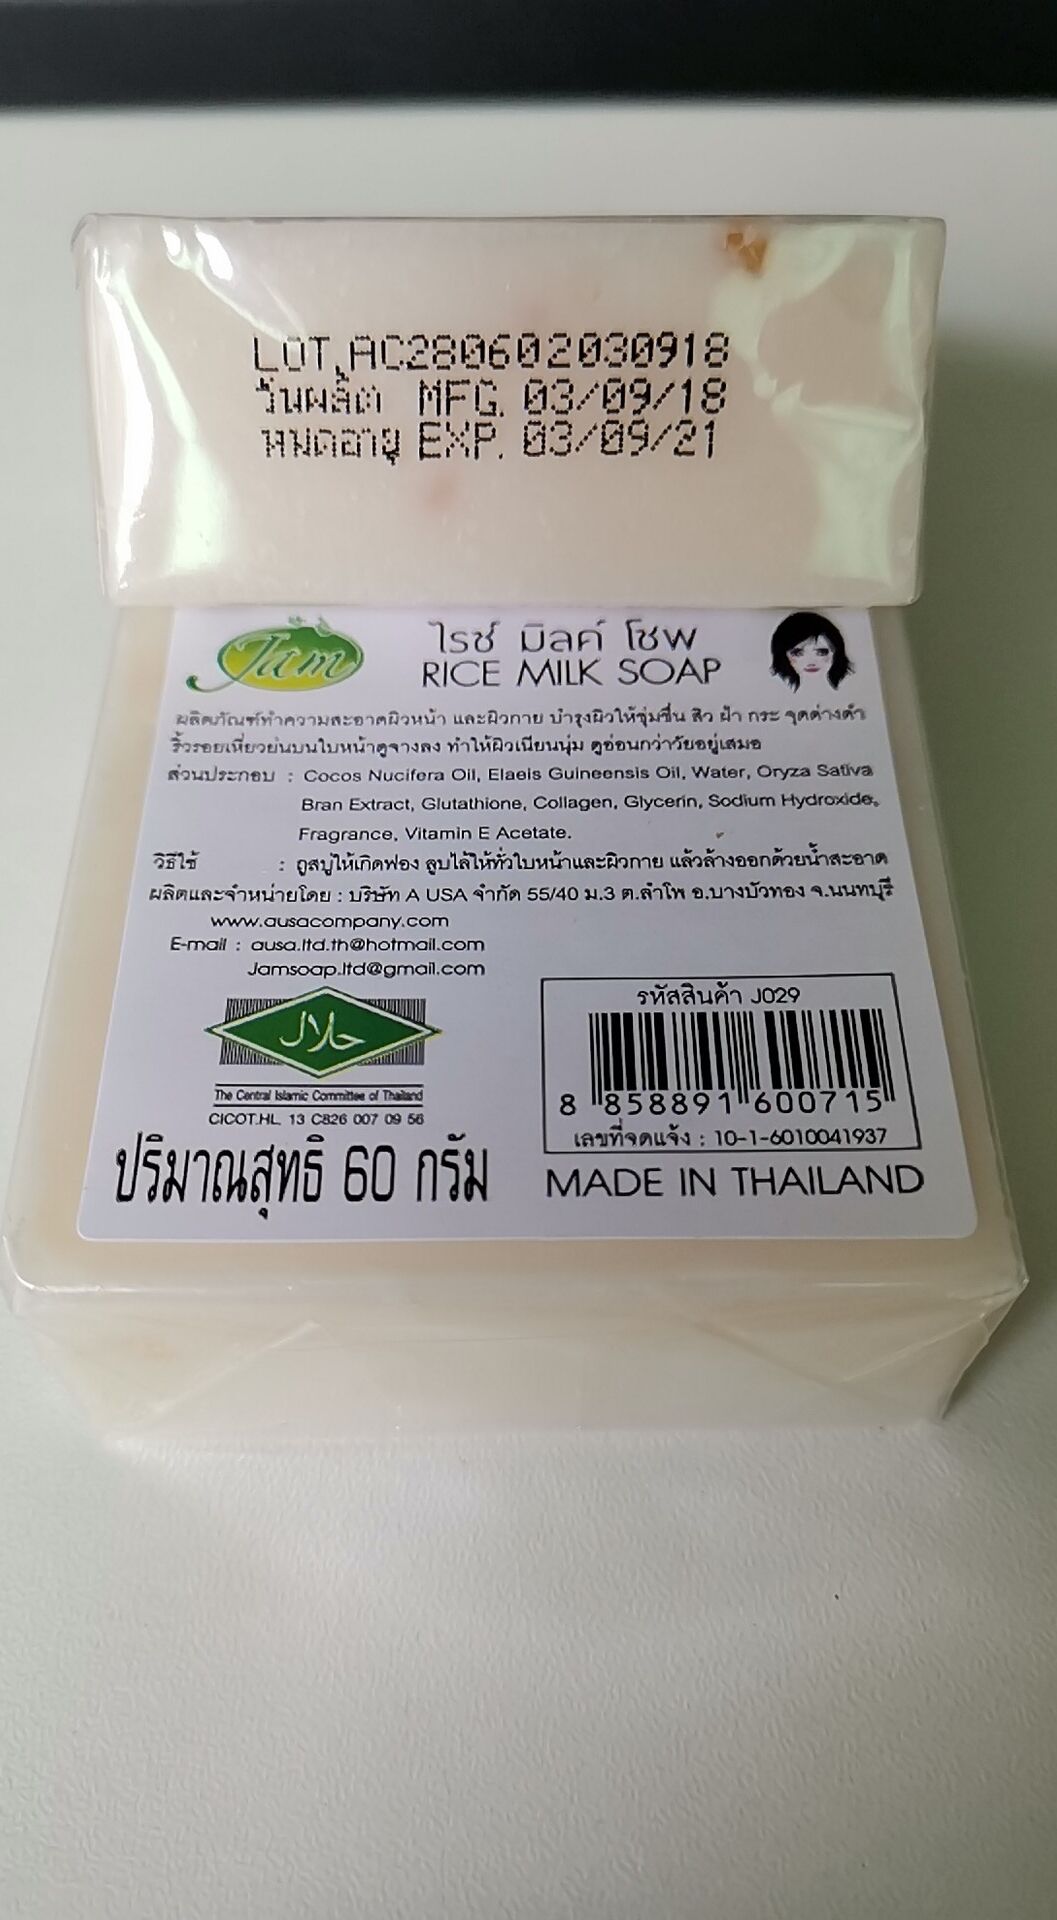 LOT.AC280602030918
วันผลิต MFG. 03/09/18
หมดอายุ EXP. 03/09/21
Jam
ไรซ์ มิลค์ โซพ
RICE MILK SOAP
ผลิตภัณฑ์ทำความสะอาดผิวหน้า และผิวกาย บำรุงผิวให้ชุ่มชื่น สิว ฝ้า กระ จุดด่างดำ
ริ้วรอยเหี่ยวย่นบนใบหน้าดูจางลง ทำให้ผิวเนียนนุ่ม ดูอ่อนกว่าวัยอยู่เสมอ
ส่วนประกอบ : Cocos Nucifera Oil, Elaeis Guineensis Oil, Water, Oryza Sativa
Bran Extract, Glutathione, Collagen, Glycerin, Sodium Hydroxide,
Fragrance, Vitamin E Acetate.
วิธีใช้ : ถูสบู่ให้เกิดฟอง ลูบไล้ให้ทั่วใบหน้าและผิวกาย แล้วล้างออกด้วยน้ำสะอาด
ผลิตและจำหน่ายโดย : บริษัท A USA จำกัด 55/40 ม.3 ต.ลำโพ อ.บางบัวทอง จ.นนทบุรี
www.ausacompany.com
E-mail : ausa.ltd.th@hotmail.com
Jamsoap.ltd@gmail.com
حلال
The Central Islamic Committee of Thailand
CICOT.HL. 13 C826 007 09 56
ปริมาณสุทธิ 60 กรัม
รหัสสินค้า J029
8 858891 600715
เลขที่จดแจ้ง : 10-1-6010041937
MADE IN THAILAND